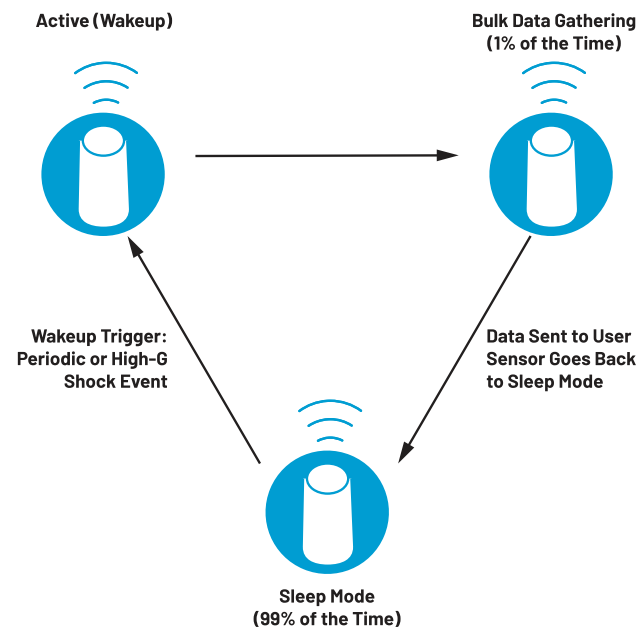 Active (Wakeup)
Bulk Data Gathering
(1% of the Time)
Wakeup Trigger:
Periodic or High-G
Shock Event
Data Sent to User
Sensor Goes Back
to Sleep Mode
Sleep Mode
(99% of the Time)